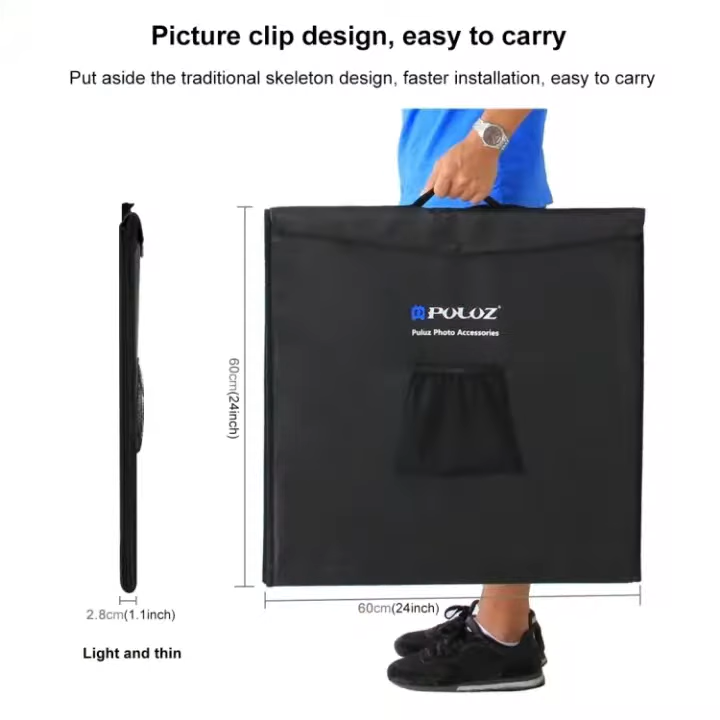 Picture clip design, easy to carry
Put aside the traditional skeleton design, faster installation, easy to carry
PULUZ®
Puluz Photo Accessories
60cm(24inch)
60cm(24inch)
2.8cm(1.1inch)
Light and thin